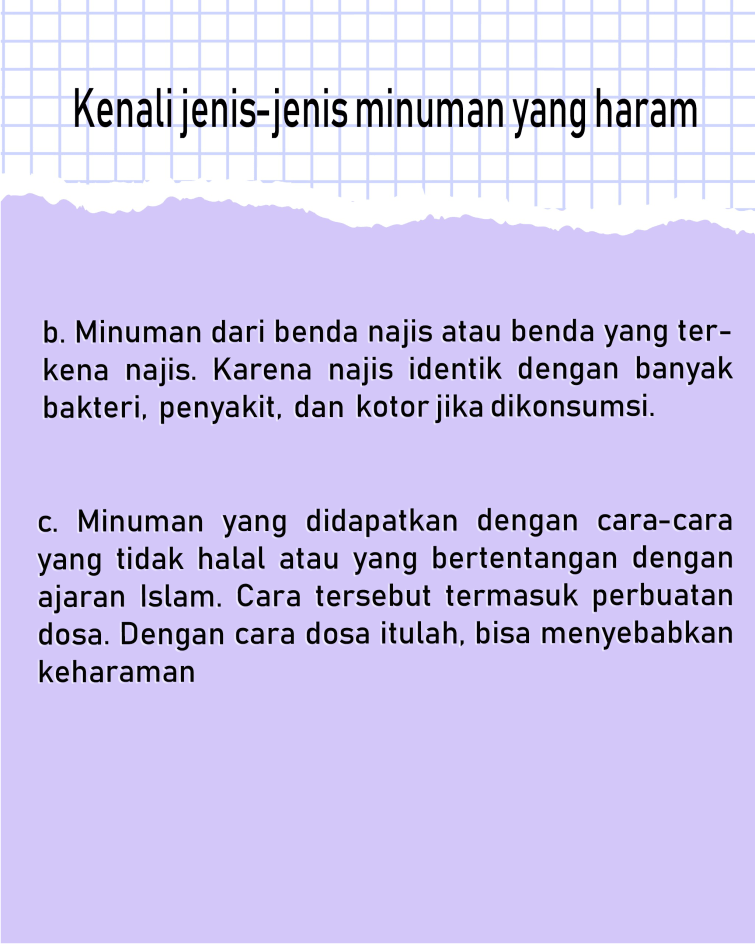 Kenali jenis-jenis minuman yang haram
b. Minuman dari benda najis atau benda yang ter-
kena najis. Karena najis identik dengan banyak
bakteri, penyakit, dan kotor jika dikonsumsi.
c. Minuman yang didapatkan dengan cara-cara
yang tidak halal atau yang bertentangan dengan
ajaran Islam. Cara tersebut termasuk perbuatan
dosa. Dengan cara dosa itulah, bisa menyebabkan
keharaman